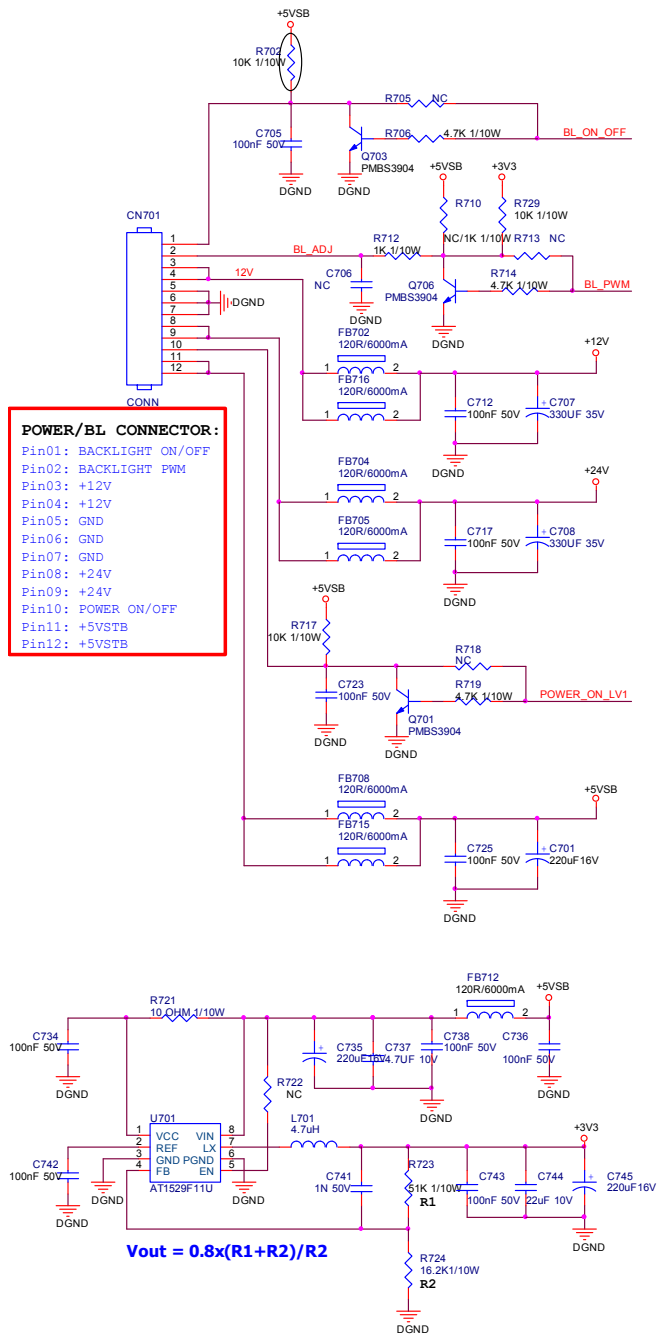 +5VSB
R702
10K 1/10W
R705 NC
C705
100nF 50V
R706 4.7K 1/10W
BL_ON_OFF
Q703
PMBS3904
DGND
DGND
+5VSB
+3V3
CN701
R710
R729
10K 1/10W
1
2
3
4
5
6
7
8
9
10
11
12
CONN
BL_ADJ
R712
1K 1/10W
NC/1K 1/10W
R713 NC
12V
C706
NC
Q706
PMBS3904
R714
4.7K 1/10W
BL_PWM
DGND
DGND
DGND
FB702
120R/6000mA
1 2
FB716
120R/6000mA
1 2
+12V
C712
100nF 50V
C707
330UF 35V
DGND
POWER/BL CONNECTOR:
Pin01: BACKLIGHT ON/OFF
Pin02: BACKLIGHT PWM
Pin03: +12V
Pin04: +12V
Pin05: GND
Pin06: GND
Pin07: GND
Pin08: +24V
Pin09: +24V
Pin10: POWER ON/OFF
Pin11: +5VSTB
Pin12: +5VSTB
FB704
120R/6000mA
1 2
FB705
120R/6000mA
1 2
+24V
C717
100nF 50V
C708
330UF 35V
DGND
+5VSB
R717
10K 1/10W
R718
NC
C723
100nF 50V
R719
4.7K 1/10W
POWER_ON_LV1
Q701
PMBS3904
DGND
DGND
FB708
120R/6000mA
1 2
FB715
120R/6000mA
1 2
+5VSB
C725
100nF 50V
C701
220uF16V
DGND
FB712
120R/6000mA
1 2
+5VSB
R721
10 OHM 1/10W
C734
100nF 50V
DGND
C735
220uF16V
C737
4.7UF 10V
C738
100nF 50V
C736
100nF 50V
DGND
DGND
R722
NC
U701
1 VCC VIN 8
2 REF LX 7
3 GND PGND 6
4 FB EN 5
AT1529F11U
L701
4.7uH
+3V3
C742
100nF 50V
DGND
DGND
DGND
C741
1N 50V
R723
51K 1/10W
R1
C743
100nF 50V
C744
22uF 10V
C745
220uF16V
DGND
Vout = 0.8x(R1+R2)/R2
R724
16.2K1/10W
R2
DGND